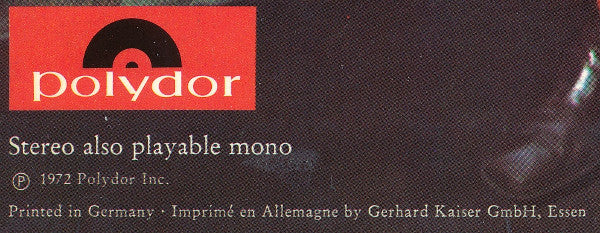 polydor
Stereo also playable mono
Ⓟ 1972 Polydor Inc.
Printed in Germany · Imprimé en Allemagne by Gerhard Kaiser GmbH, Essen